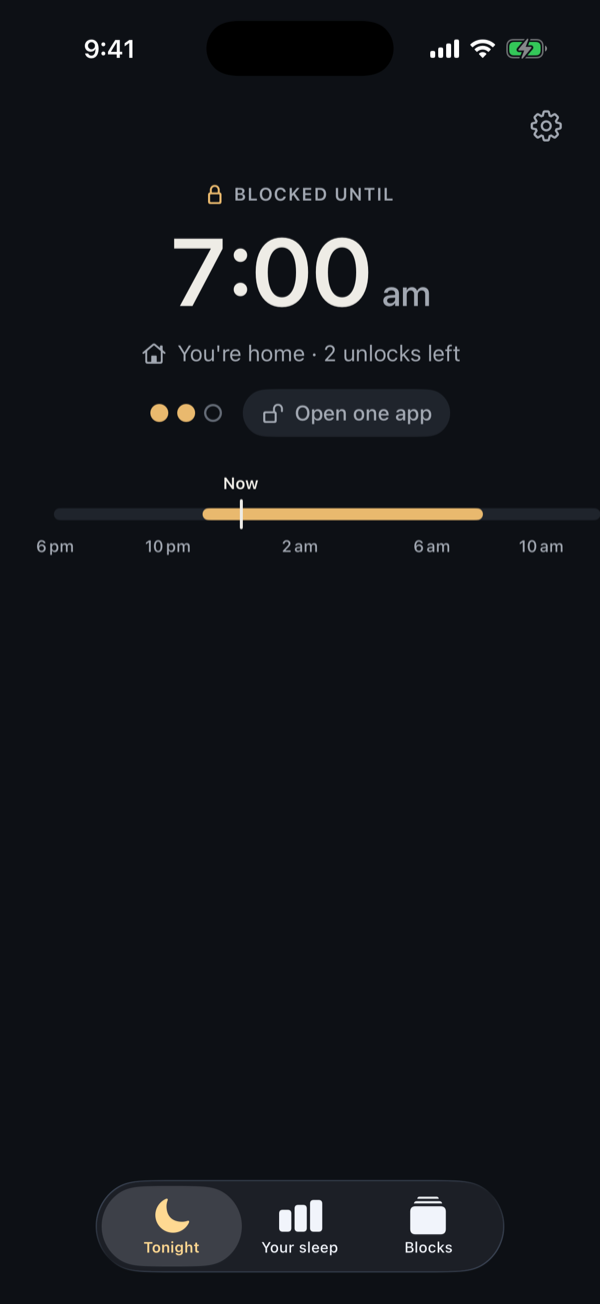 9:41
BLOCKED UNTIL
7:00 am
You're home · 2 unlocks left
Open one app
Now
6 pm 10 pm 2 am 6 am 10 am
Tonight Your sleep Blocks